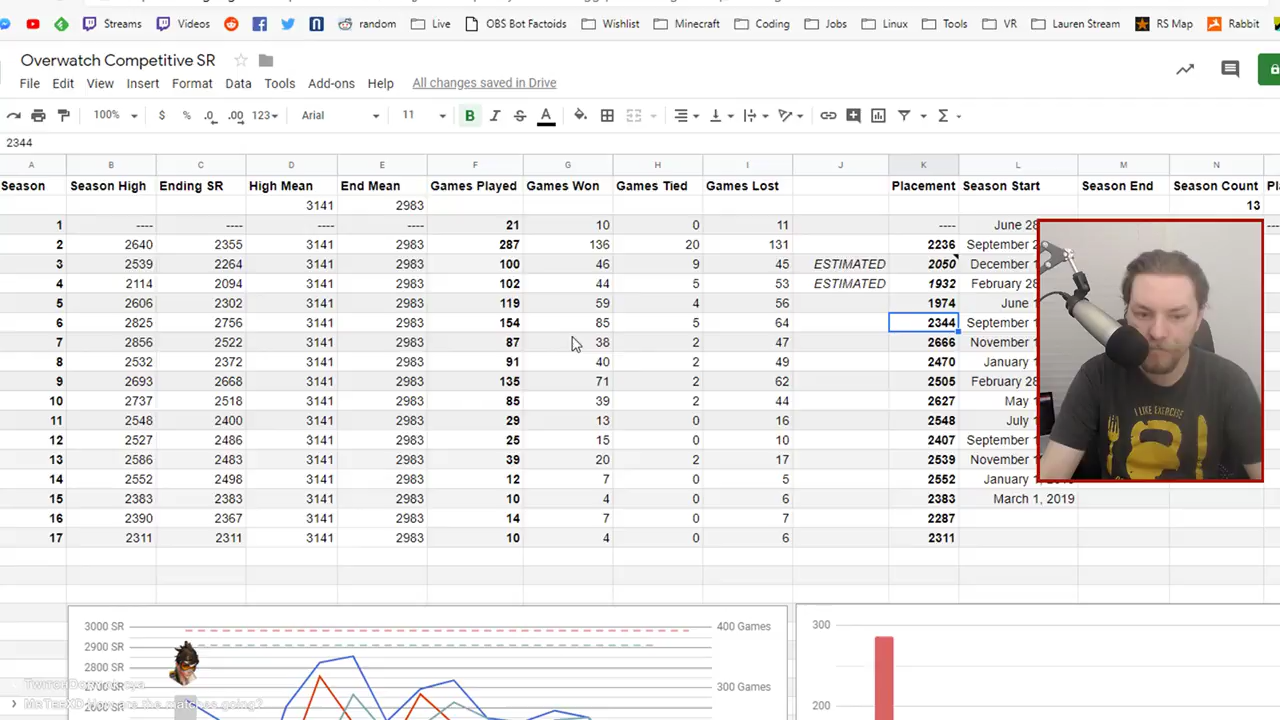 Streams Videos random Live OBS Bot Factoids Wishlist Minecraft Coding Jobs Linux Tools VR Lauren Stream RS Map Rabbit
Overwatch Competitive SR
File Edit View Insert Format Data Tools Add-ons Help All changes saved in Drive
100% $ % .0 .00 123 Arial 11 B I S A
2344
A B C D E F G H I J K L M N
Season Season High Ending SR High Mean End Mean Games Played Games Won Games Tied Games Lost Placement Season Start Season End Season Count
3141 2983 13
1 ---- ---- ---- ---- 21 10 0 11 ---- June 28
2 2640 2355 3141 2983 287 136 20 131 2236 September
3 2539 2264 3141 2983 100 46 9 45 ESTIMATED 2050 December 1
4 2114 2094 3141 2983 102 44 5 53 ESTIMATED 1932 February 28
5 2606 2302 3141 2983 119 59 4 56 1974 June
6 2825 2756 3141 2983 154 85 5 64 2344 September 1
7 2856 2522 3141 2983 87 38 2 47 2666 November 1
8 2532 2372 3141 2983 91 40 2 49 2470 January
9 2693 2668 3141 2983 135 71 2 62 2505 February 28
10 2737 2518 3141 2983 85 39 2 44 2627 May
11 2548 2400 3141 2983 29 13 0 16 2548 July
12 2527 2486 3141 2983 25 15 0 10 2407 September 1
13 2586 2483 3141 2983 39 20 2 17 2539 November 1
14 2552 2498 3141 2983 12 7 0 5 2552 January
15 2383 2383 3141 2983 10 4 0 6 2383 March 1, 2019
16 2390 2367 3141 2983 14 7 0 7 2287
17 2311 2311 3141 2983 10 4 0 6 2311
I LIKE EXERCISE
3000 SR 400 Games 300
2900 SR
2800 SR
300 Games
200